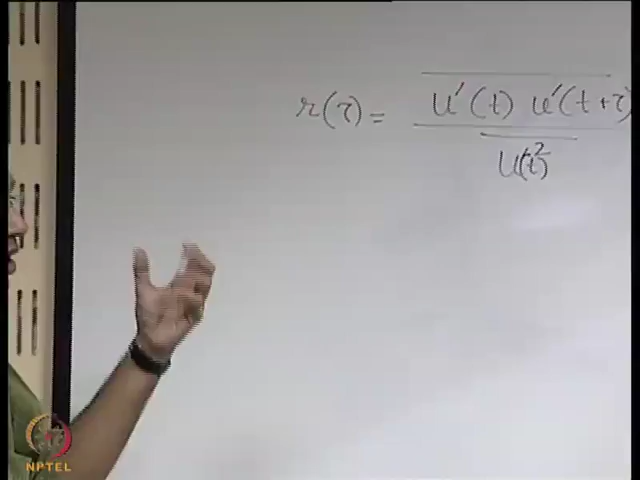 r(τ) = u'(t) u'(t+τ)
u(t)²
NPTEL